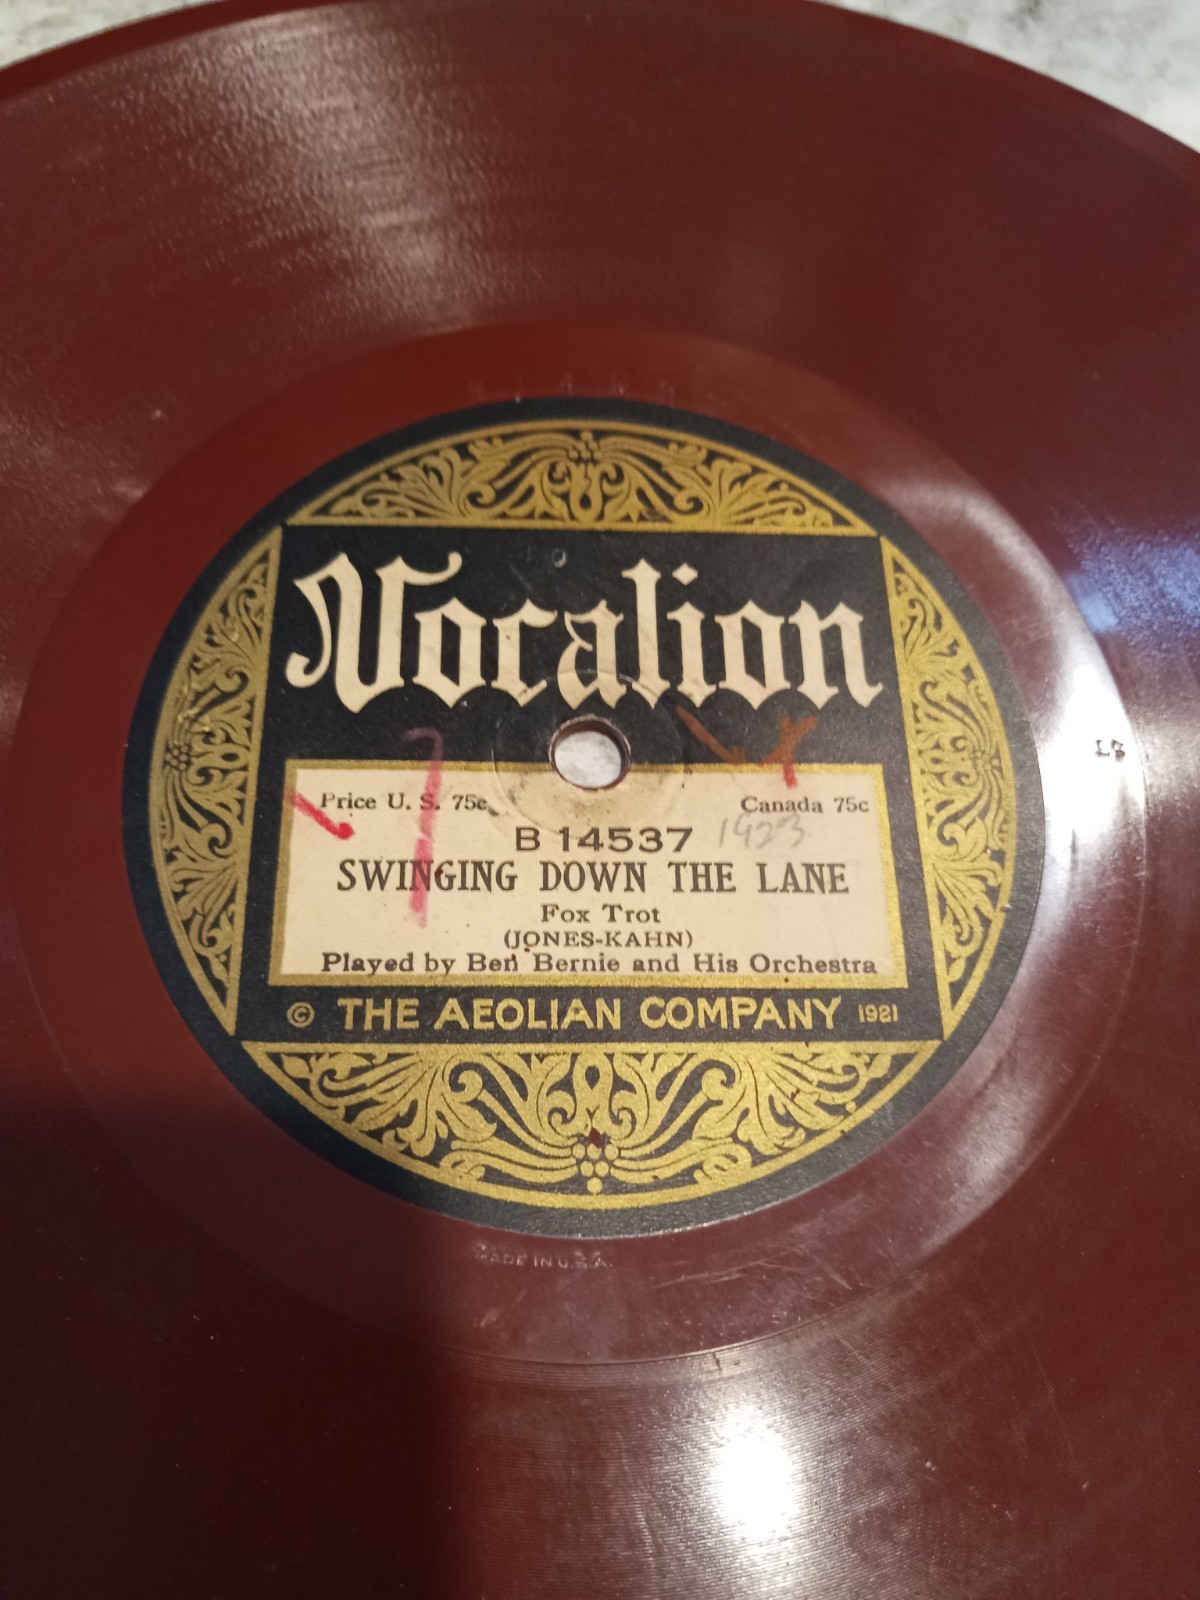 Vocalion
Price U. S. 75c
Canada 75c
B 14537
1923
SWINGING DOWN THE LANE
Fox Trot
(JONES-KAHN)
Played by Ben Bernie and His Orchestra
© THE AEOLIAN COMPANY 1921
MADE IN U.S.A.